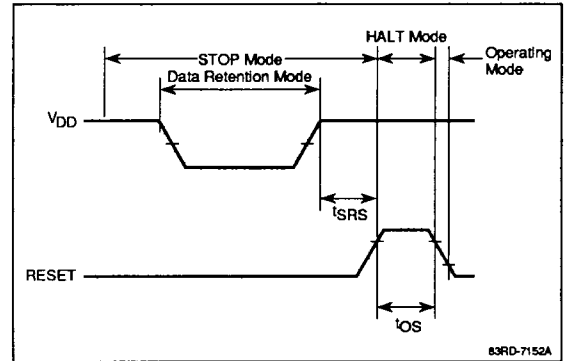 HALT Mode
STOP Mode
Operating
Mode
Data Retention Mode
VDD
tSRS
RESET
tOS
83RD-7152A